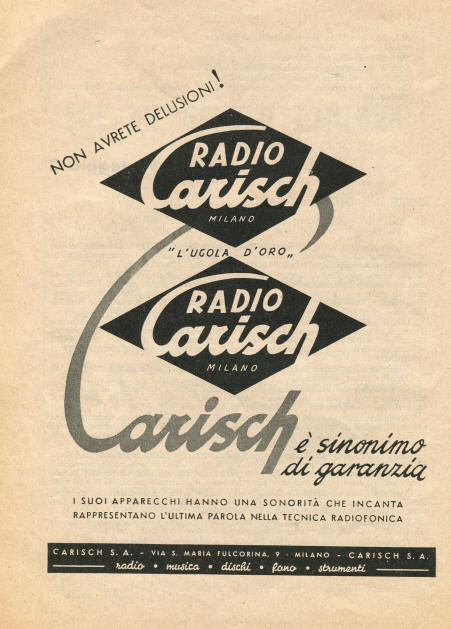 NON AVRETE DELUSIONI!
RADIO
Carisch
MILANO
"L'UGOLA D'ORO„
RADIO
Carisch
MILANO
Carisch
è sinonimo
di garanzia
I SUOI APPARECCHI HANNO UNA SONORITÀ CHE INCANTA
RAPPRESENTANO L'ULTIMA PAROLA NELLA TECNICA RADIOFONICA
CARISCH S. A. - VIA S. MARIA FULCORINA, 9 - MILANO - CARISCH S. A.
radio • musica • dischi • fono • strumenti